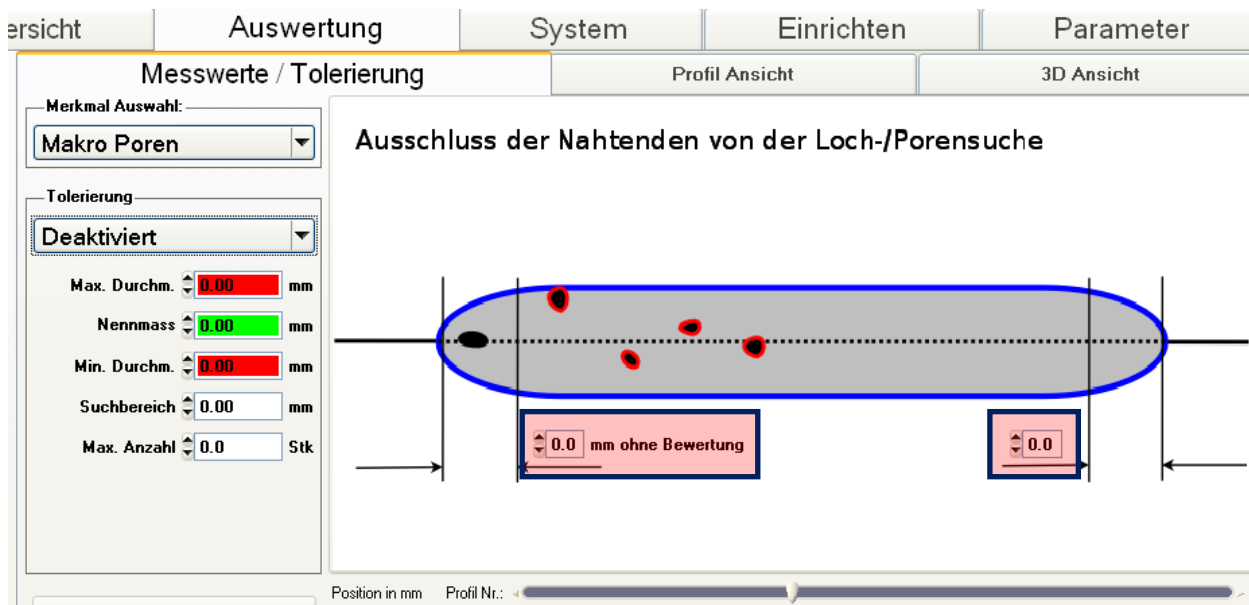 ersicht Auswertung System Einrichten Parameter
Messwerte / Tolerierung Profil Ansicht 3D Ansicht
Merkmal Auswahl:
Makro Poren
Ausschluss der Nahtenden von der Loch-/Porensuche
Tolerierung
Deaktiviert
Max. Durchm. 0.00 mm
Nennmass 0.00 mm
Min. Durchm. 0.00 mm
Suchbereich 0.00 mm
Max. Anzahl 0.0 Stk
0.0 mm ohne Bewertung 0.0
Position in mm Profil Nr.: